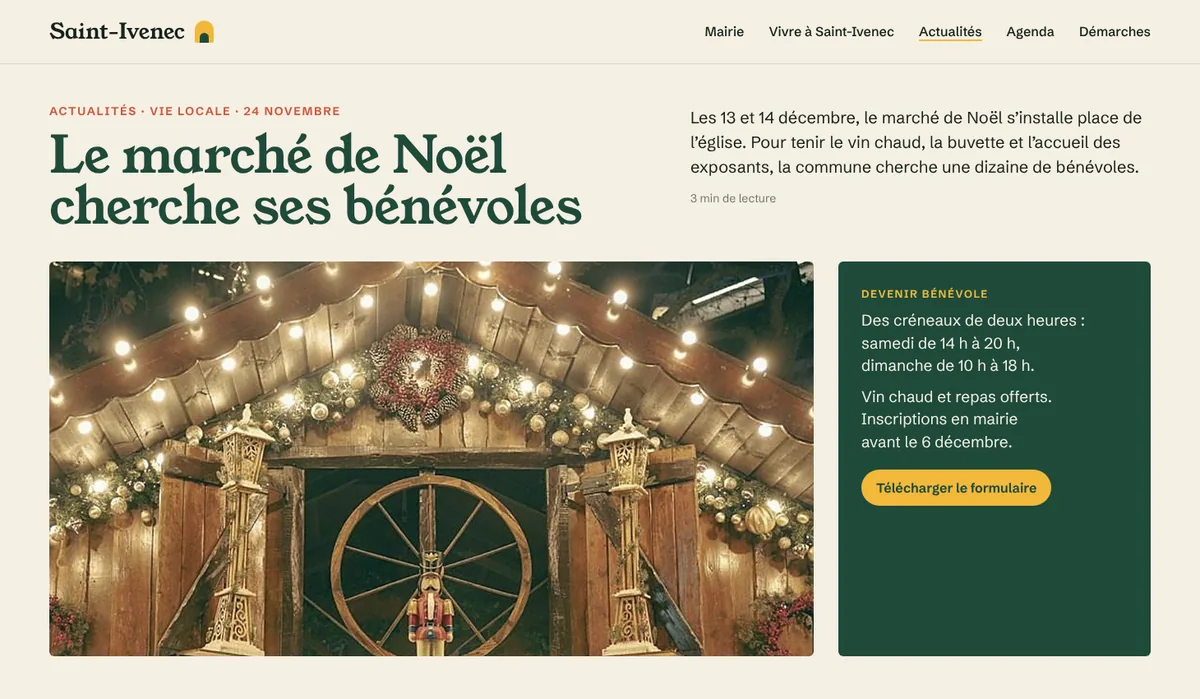 Saint-Ivenec
Mairie
Vivre à Saint-Ivenec
Actualités
Agenda
Démarches
ACTUALITÉS · VIE LOCALE · 24 NOVEMBRE
Le marché de Noël
cherche ses bénévoles
Les 13 et 14 décembre, le marché de Noël s’installe place de
l’église. Pour tenir le vin chaud, la buvette et l’accueil des
exposants, la commune cherche une dizaine de bénévoles.
3 min de lecture
DEVENIR BÉNÉVOLE
Des créneaux de deux heures :
samedi de 14 h à 20 h,
dimanche de 10 h à 18 h.
Vin chaud et repas offerts.
Inscriptions en mairie
avant le 6 décembre.
Télécharger le formulaire